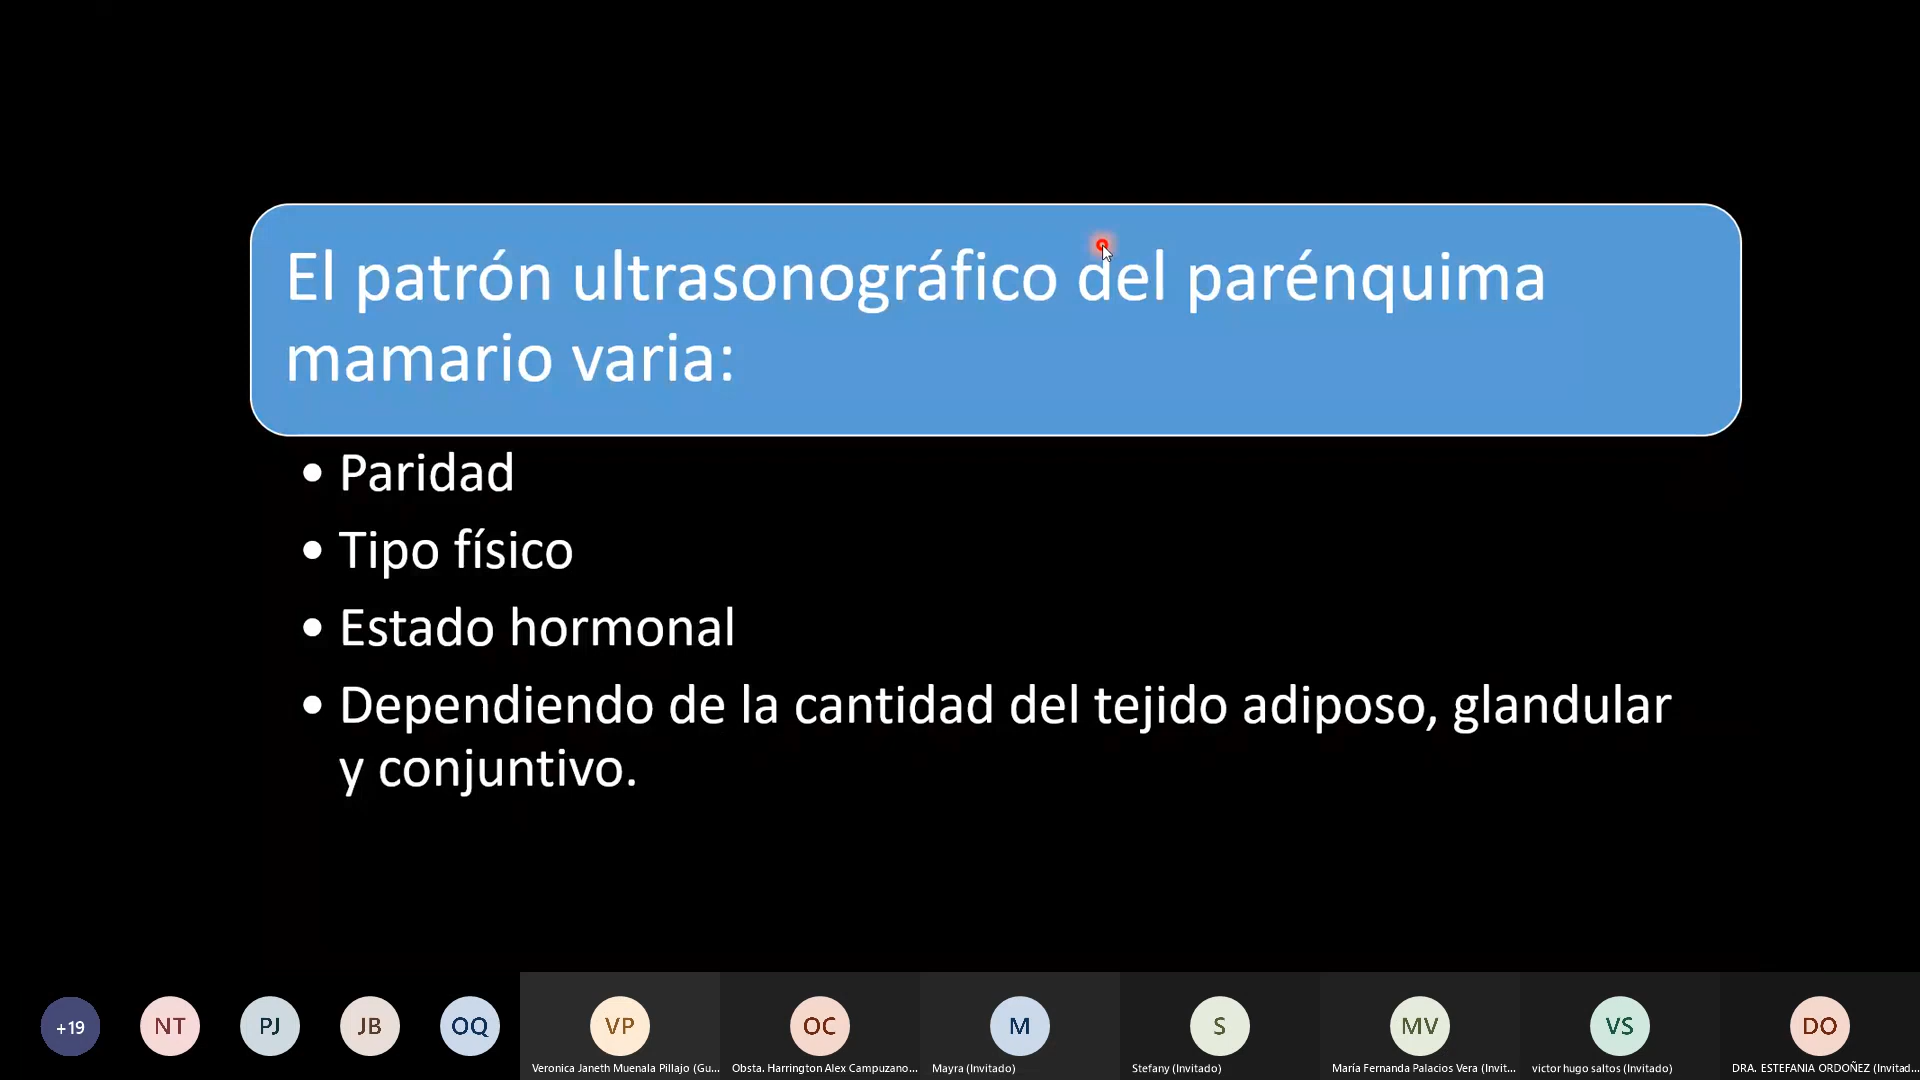 El patrón ultrasonográfico del parénquima
mamario varia:
• Paridad
• Tipo físico
• Estado hormonal
• Dependiendo de la cantidad del tejido adiposo, glandular
y conjuntivo.
+19 NT PJ JB OQ VP OC M S MV VS DO
Veronica Janeth Muenala Pillajo (Gu... Obsta. Harrington Alex Campuzano... Mayra (Invitado) Stefany (Invitado) María Fernanda Palacios Vera (Invit... victor hugo saltos (Invitado) DRA. ESTEFANIA ORDOÑEZ (Invitad...